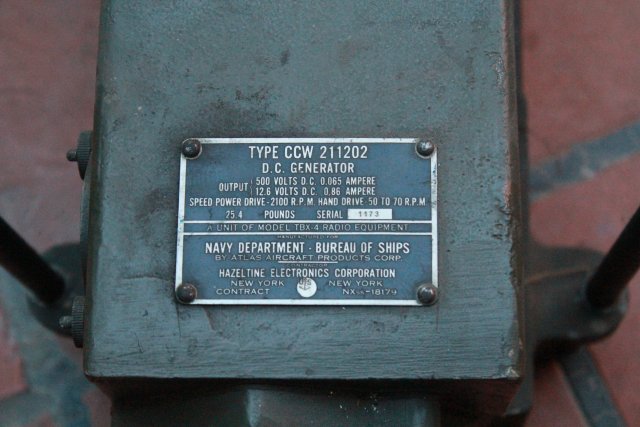 TYPE CCW 211202
D.C. GENERATOR
OUTPUT 500 VOLTS D.C. 0.065 AMPERE
12.6 VOLTS D.C. 0.86 AMPERE
SPEED POWER DRIVE-2100 R.P.M. HAND DRIVE 50 TO 70 R.P.M
25.4 POUNDS SERIAL 1173
A UNIT OF MODEL TBX-4 RADIO EQUIPMENT
MANUFACTURED FOR
NAVY DEPARTMENT - BUREAU OF SHIPS
BY ATLAS AIRCRAFT PRODUCTS CORP.
CONTRACTOR
HAZELTINE ELECTRONICS CORPORATION
NEW YORK NEW YORK
CONTRACT NXss-18179